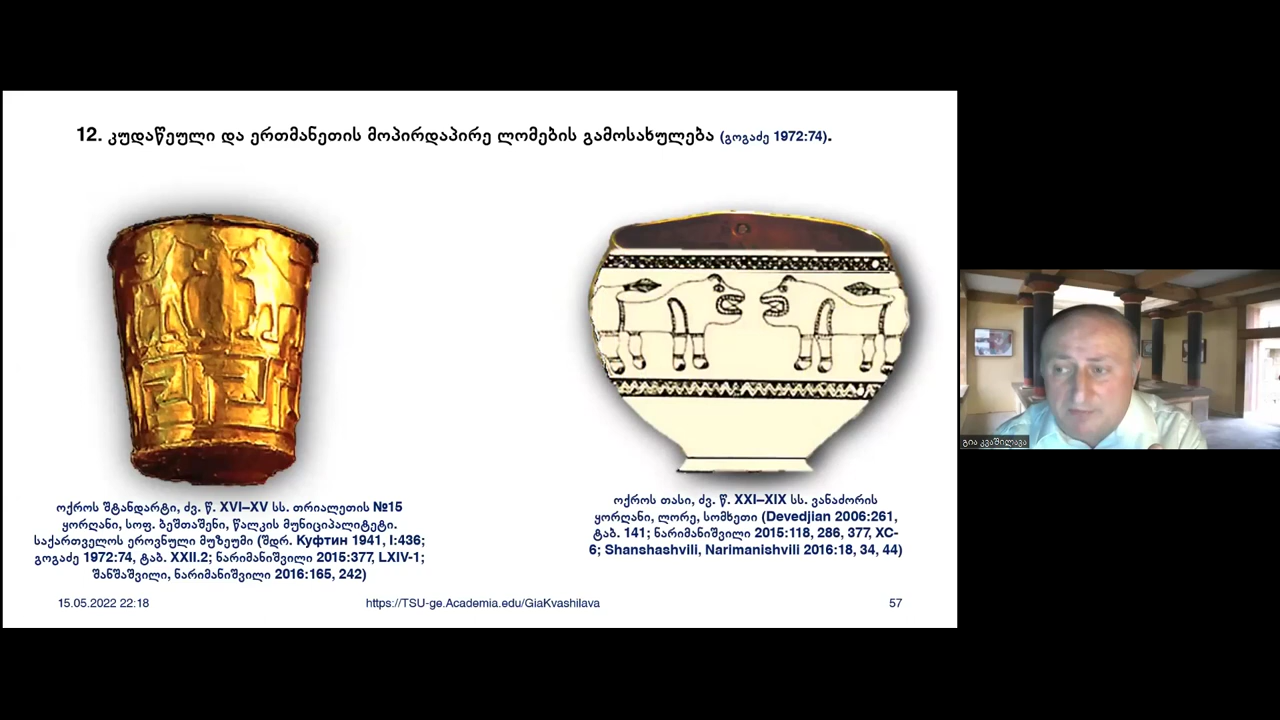 12. კუდაწეული და ერთმანეთის მოპირდაპირე ლომების გამოსახულება (გოგაძე 1972:74).
ოქროს შტანდარტი, ძვ. წ. XVI–XV სს. თრიალეთის №15
ყორღანი, სოფ. ბეშთაშენი, წალკის მუნიციპალიტეტი.
საქართველოს ეროვნული მუზეუმი (შდრ. Куфтин 1941, I:436;
გოგაძე 1972:74, ტაბ. XXII.2; ნარიმანიშვილი 2015:377, LXIV-1;
შანშაშვილი, ნარიმანიშვილი 2016:165, 242)
ოქროს თასი, ძვ. წ. XXI–XIX სს. ვანაძორის
ყორღანი, ლორე, სომხეთი (Devedjian 2006:261,
ტაბ. 141; ნარიმანიშვილი 2015:118, 286, 377, XC-
6; Shanshashvili, Narimanishvili 2016:18, 34, 44)
15.05.2022 22:18
https://TSU-ge.Academia.edu/GiaKvashilava
57
გია კვაშილავა